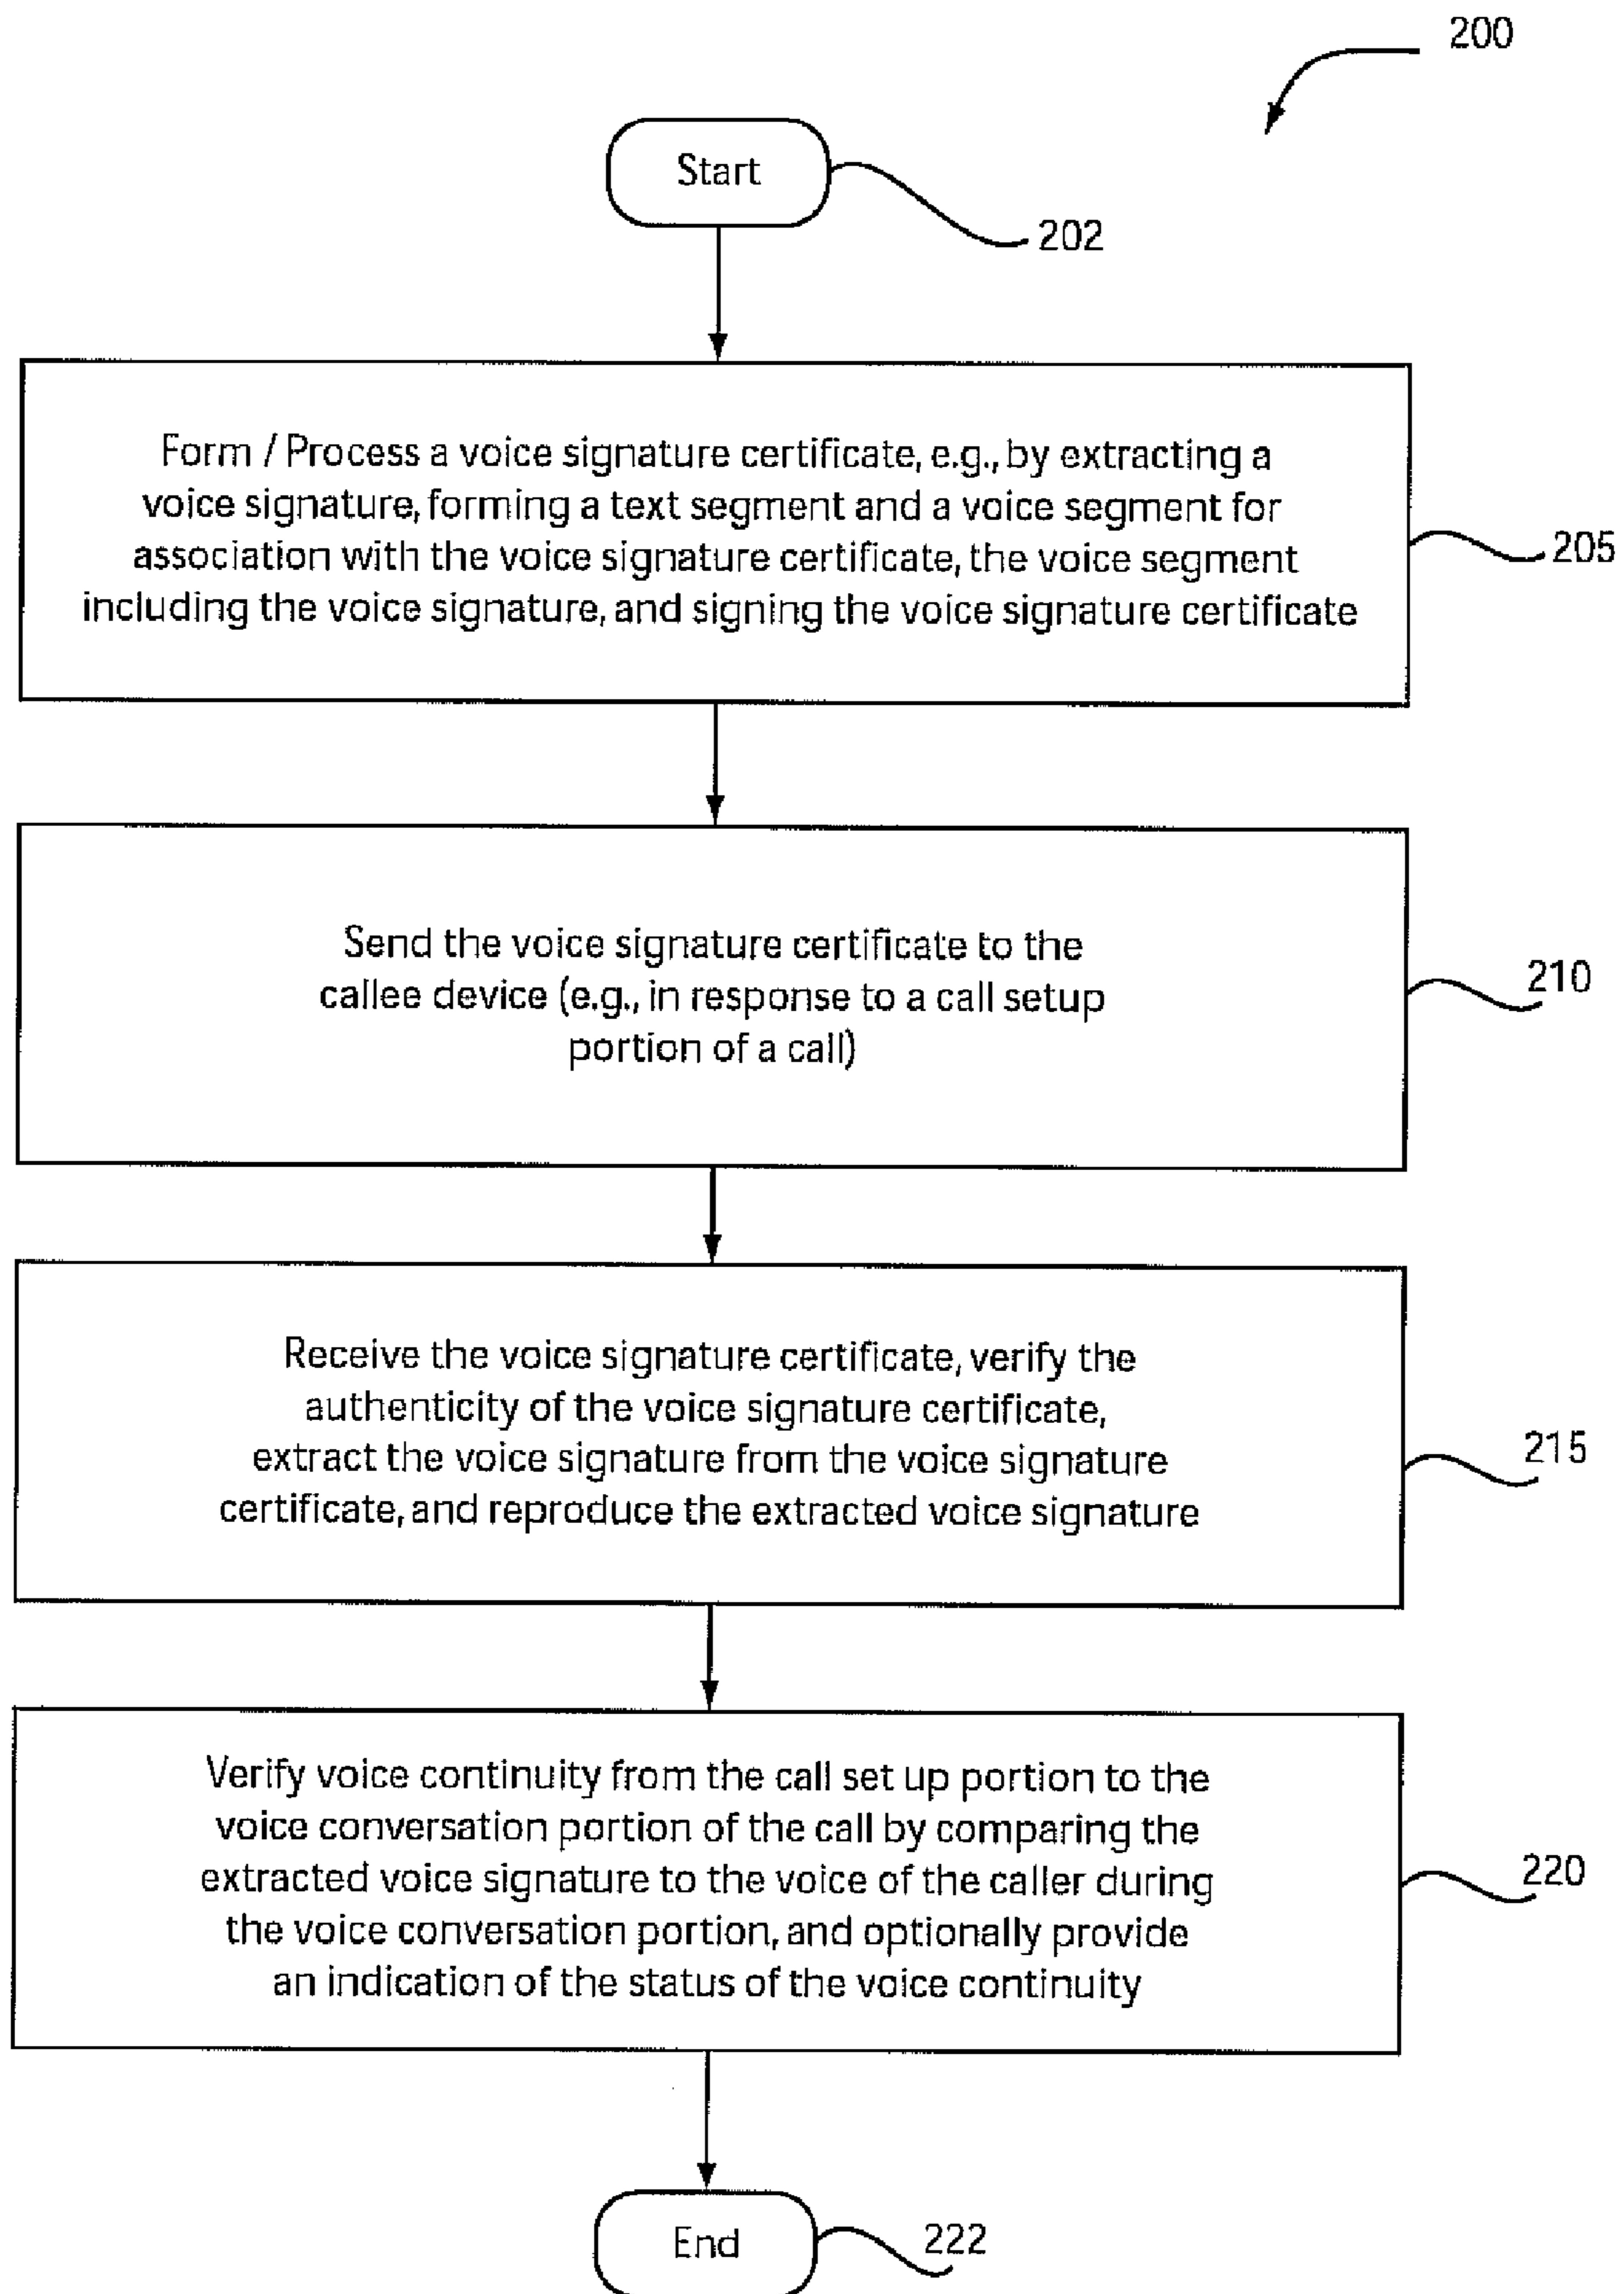 200
Start
202
Form / Process a voice signature certificate, e.g., by extracting a
voice signature, forming a text segment and a voice segment for
association with the voice signature certificate, the voice segment
including the voice signature, and signing the voice signature certificate
205
Send the voice signature certificate to the
callee device (e.g., in response to a call setup
portion of a call)
210
Receive the voice signature certificate, verify the
authenticity of the voice signature certificate,
extract the voice signature from the voice signature
certificate, and reproduce the extracted voice signature
215
Verify voice continuity from the call set up portion to the
voice conversation portion of the call by comparing the
extracted voice signature to the voice of the caller during
the voice conversation portion, and optionally provide
an indication of the status of the voice continuity
220
End
222